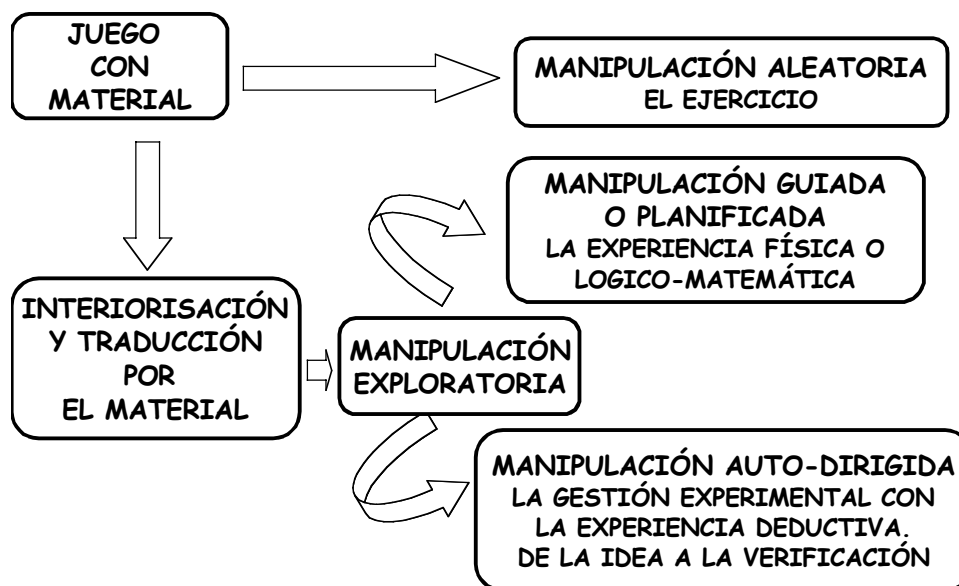 JUEGO
CON
MATERIAL
MANIPULACIÓN ALEATORIA
EL EJERCICIO
MANIPULACIÓN GUIADA
O PLANIFICADA
LA EXPERIENCIA FÍSICA O
LOGICO-MATEMÁTICA
INTERIORISACIÓN
Y TRADUCCIÓN
POR
EL MATERIAL
MANIPULACIÓN
EXPLORATORIA
MANIPULACIÓN AUTO-DIRIGIDA
LA GESTIÓN EXPERIMENTAL CON
LA EXPERIENCIA DEDUCTIVA.
DE LA IDEA A LA VERIFICACIÓN